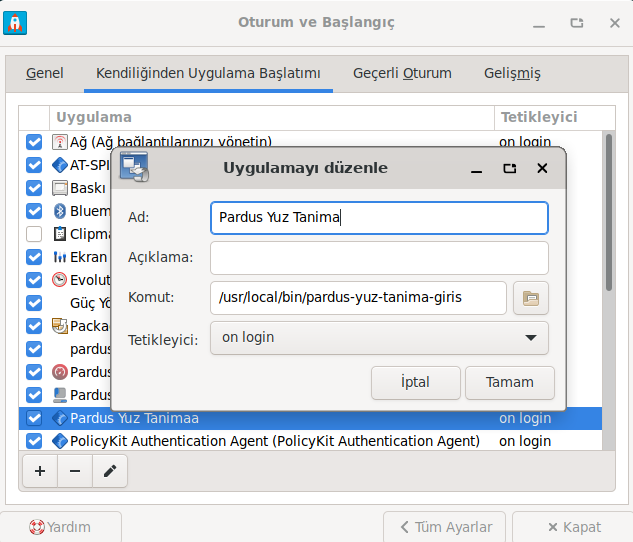 Oturum ve Başlangıç
Genel
Kendiliğinden Uygulama Başlatımı
Geçerli Oturum
Gelişmiş
Uygulama
Tetikleyici
Ağ (Ağ bağlantılarınızı yönetin)
on login
AT-SPI
Baskı
Bluem
Clipma
Ekran
Evolut
Güç Yö
Packa
pardus
Pardus
Pardus
Pardus Yuz Tanimaa
on login
PolicyKit Authentication Agent (PolicyKit Authentication Agent)
on login
Uygulamayı düzenle
Ad:
Pardus Yuz Tanima
Açıklama:
Komut:
/usr/local/bin/pardus-yuz-tanima-giris
Tetikleyici:
on login
İptal
Tamam
Yardım
Tüm Ayarlar
Kapat